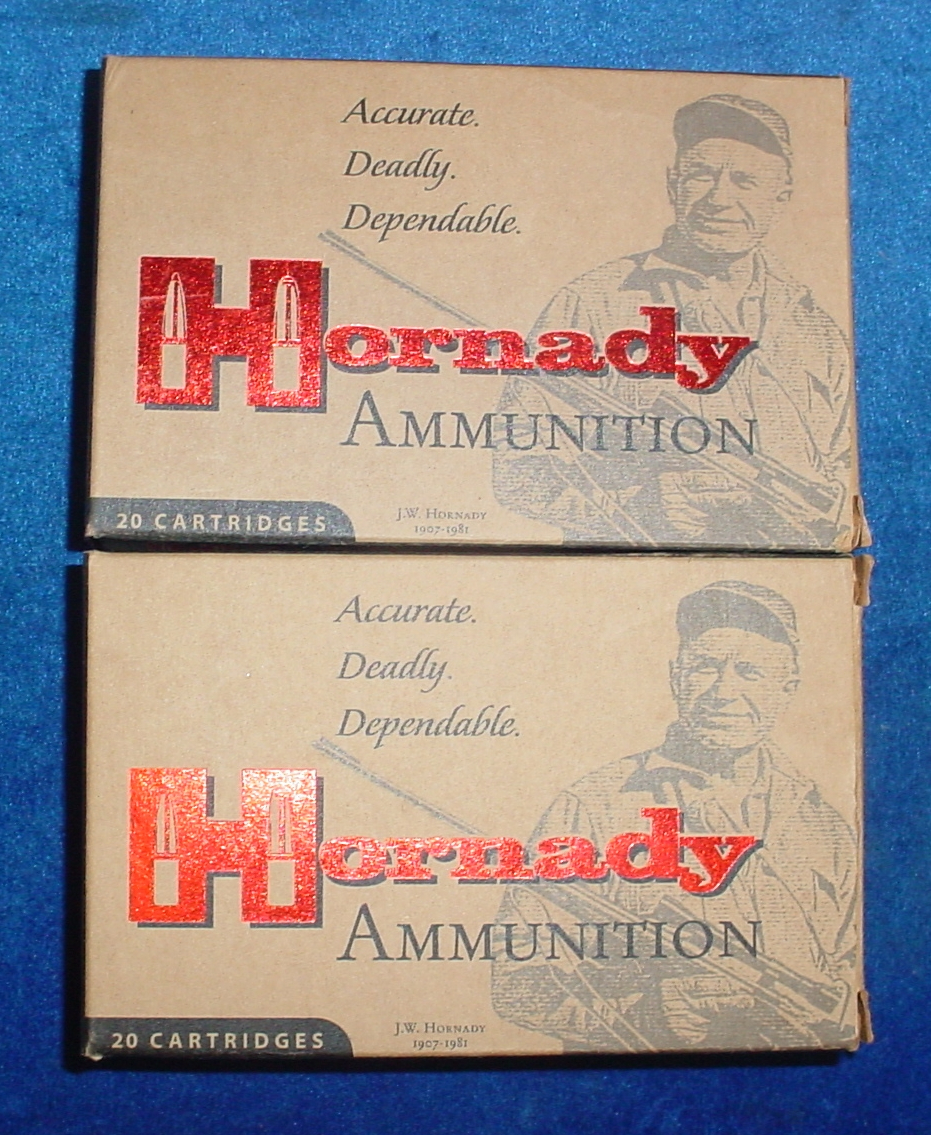 Accurate.
Deadly.
Dependable.
Hornady
AMMUNITION
20 CARTRIDGES
J.W. HORNADY
1907-1981
Accurate.
Deadly.
Dependable.
Hornady
AMMUNITION
20 CARTRIDGES
J.W. HORNADY
1907-1981